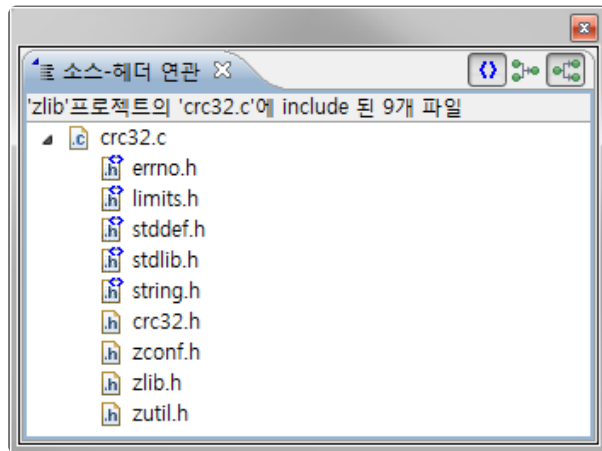 소스-헤더 연관
'zlib'프로젝트의 'crc32.c'에 include 된 9개 파일
.c crc32.c
.h errno.h
.h limits.h
.h stddef.h
.h stdlib.h
.h string.h
.h crc32.h
.h zconf.h
.h zlib.h
.h zutil.h